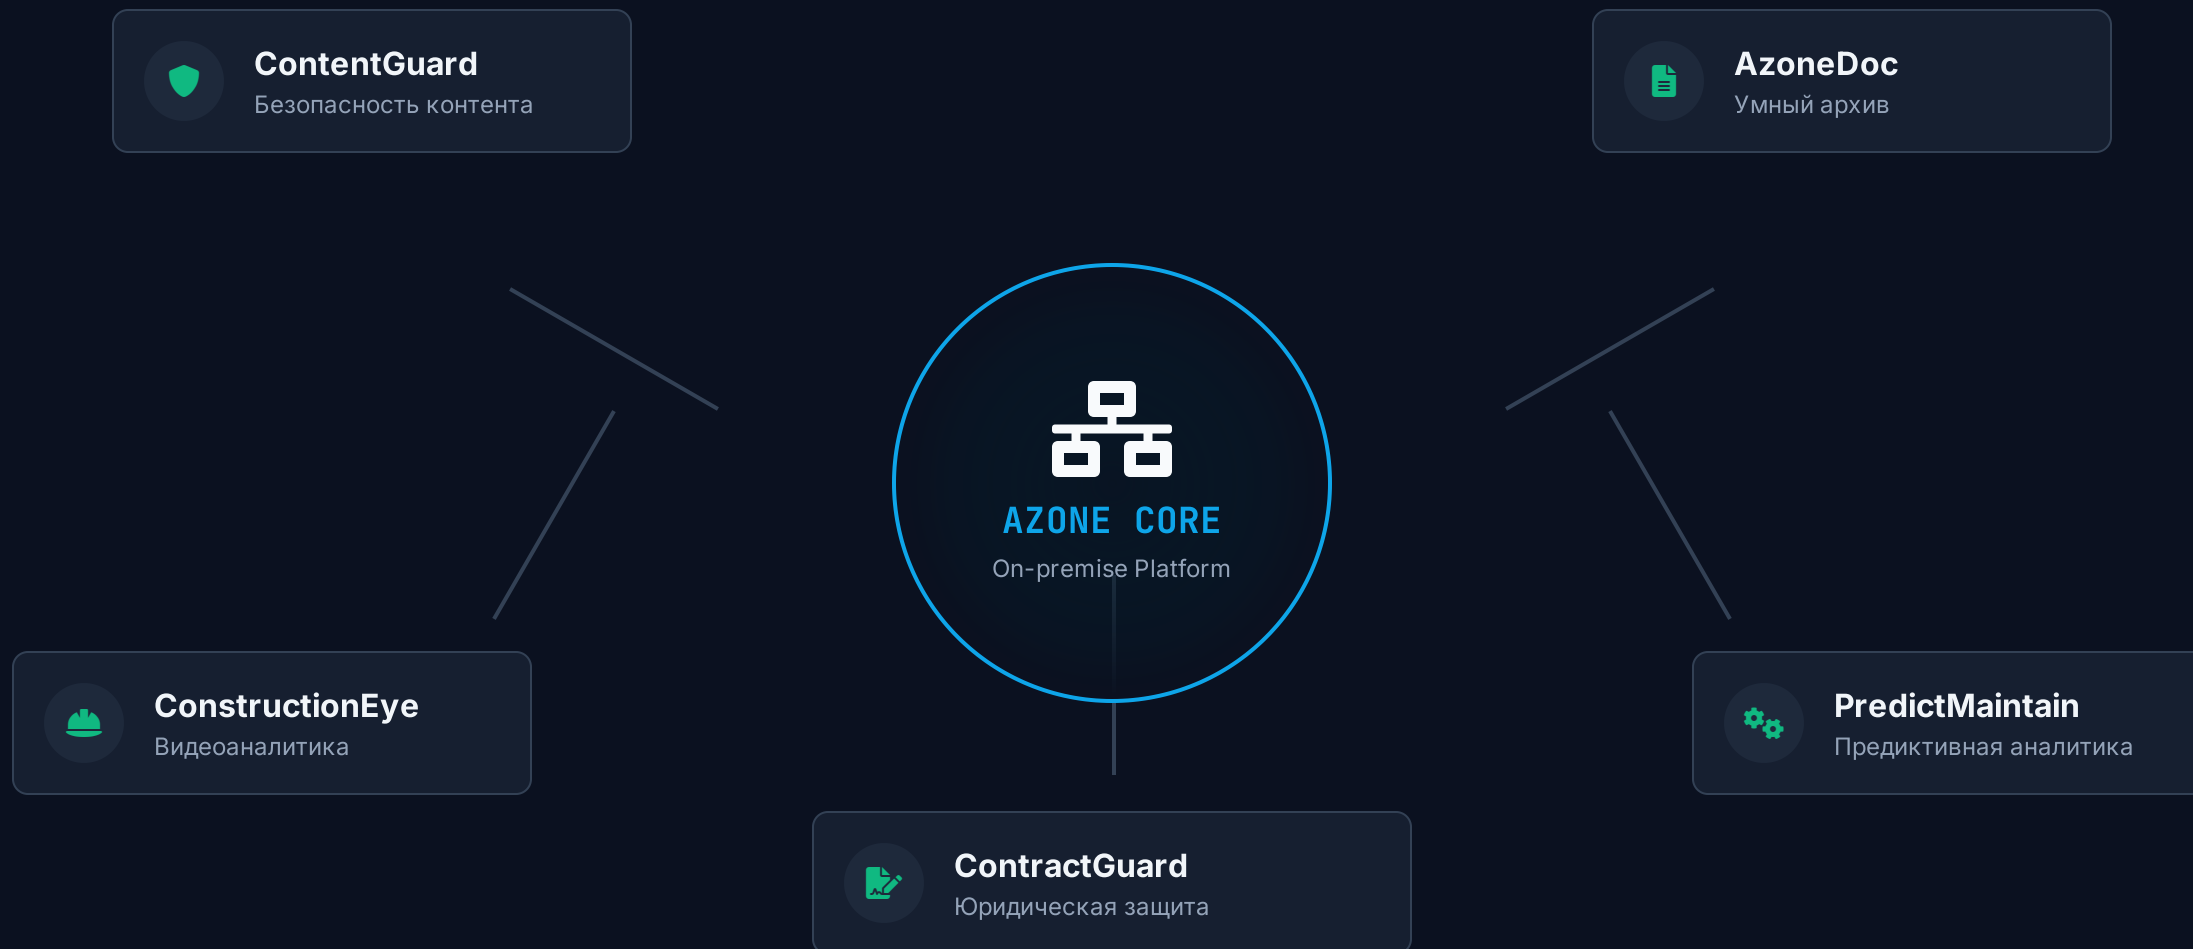 ContentGuard
Безопасность контента
AzoneDoc
Умный архив
AZONE CORE
On-premise Platform
ConstructionEye
Видеоаналитика
PredictMaintain
Предиктивная аналитика
ContractGuard
Юридическая защита